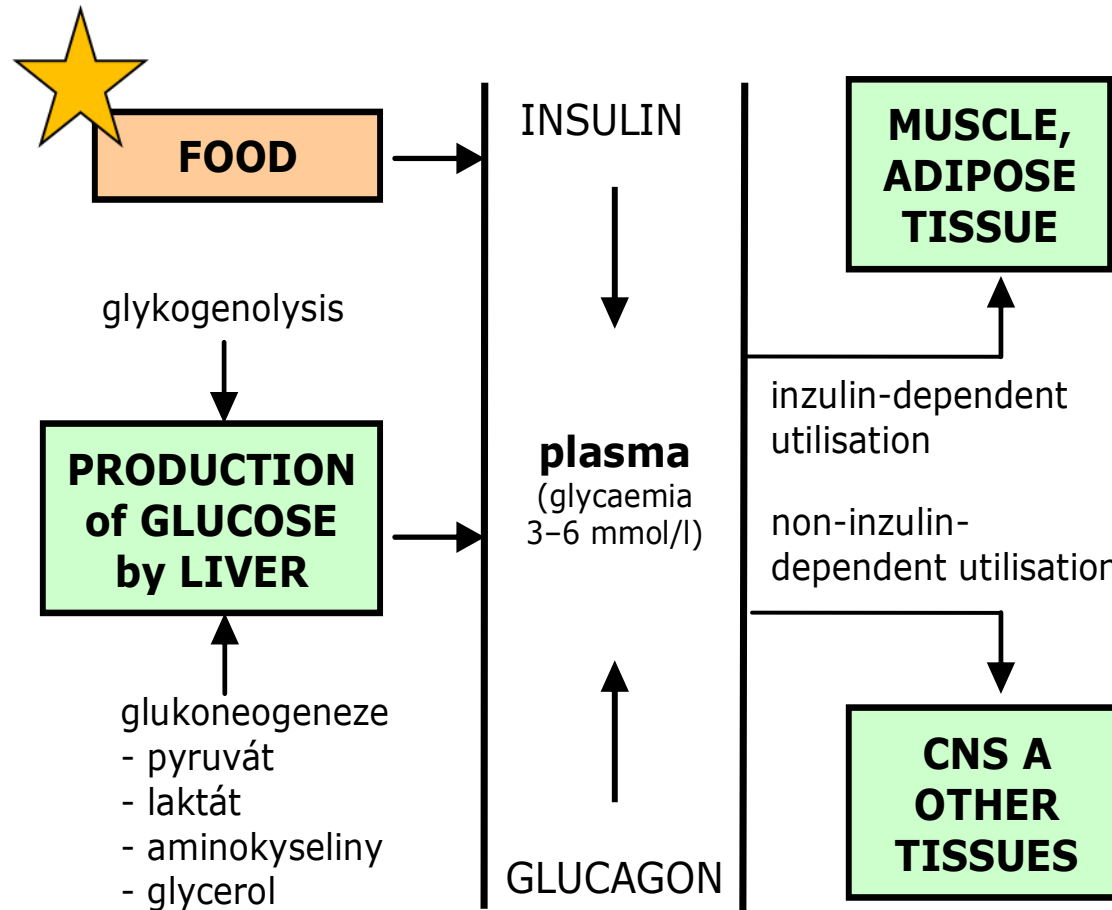 FOOD
glykogenolysis
PRODUCTION
of GLUCOSE
by LIVER
glukoneogeneze
- pyruvát
- laktát
- aminokyseliny
- glycerol
INSULIN
plasma
(glycaemia
3–6 mmol/l)
GLUCAGON
MUSCLE,
ADIPOSE
TISSUE
inzulin-dependent
utilisation
non-inzulin-
dependent utilisation
CNS A
OTHER
TISSUES